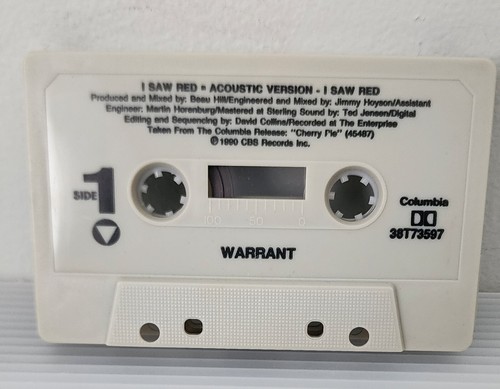 I SAW RED * ACOUSTIC VERSION - I SAW RED
Produced and Mixed by: Beau Hill/Engineered and Mixed by: Jimmy Hoyson/Assistant
Engineer: Martin Horenburg/Mastered at Sterling Sound by: Ted Jensen/Digital
Editing and Sequencing by: David Collins/Recorded at The Enterprise
Taken From The Columbia Release: "Cherry Pie" (45487)
℗1990 CBS Records Inc.
SIDE 1
50 0
Columbia
38T73597
WARRANT